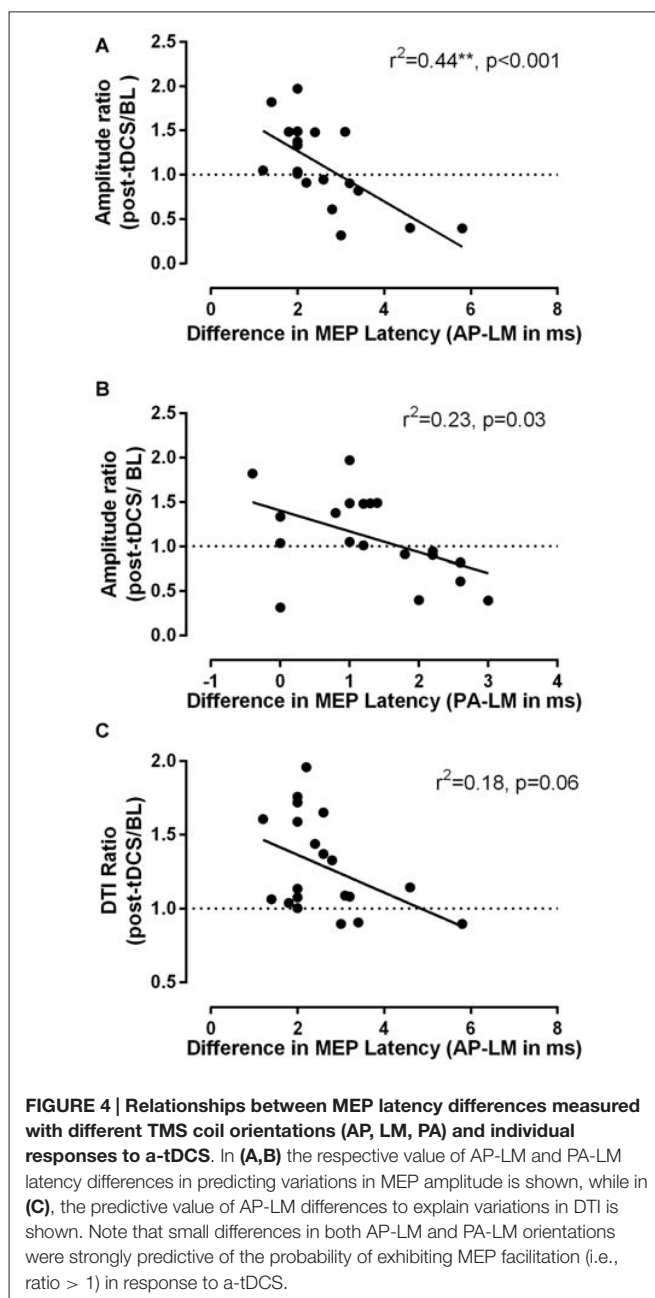 A
r²=0.44**, p<0.001
Amplitude ratio
(post-tDCS/BL)
2.5
2.0
1.5
1.0
0.5
0.0
0 2 4 6 8
Difference in MEP Latency (AP-LM in ms)
B
r²=0.23, p=0.03
Amplitude ratio
(post-tDCS/ BL)
2.5
2.0
1.5
1.0
0.5
0.0
-1 0 1 2 3 4
Difference in MEP Latency (PA-LM in ms)
C
r²=0.18, p=0.06
DTI Ratio
(post-tDCS/BL)
2.0
1.5
1.0
0.5
0 2 4 6 8
Difference in MEP Latency (AP-LM in ms)
FIGURE 4 | Relationships between MEP latency differences measured
with different TMS coil orientations (AP, LM, PA) and individual
responses to a-tDCS. In (A,B) the respective value of AP-LM and PA-LM
latency differences in predicting variations in MEP amplitude is shown, while in
(C), the predictive value of AP-LM differences to explain variations in DTI is
shown. Note that small differences in both AP-LM and PA-LM orientations
were strongly predictive of the probability of exhibiting MEP facilitation (i.e.,
ratio > 1) in response to a-tDCS.